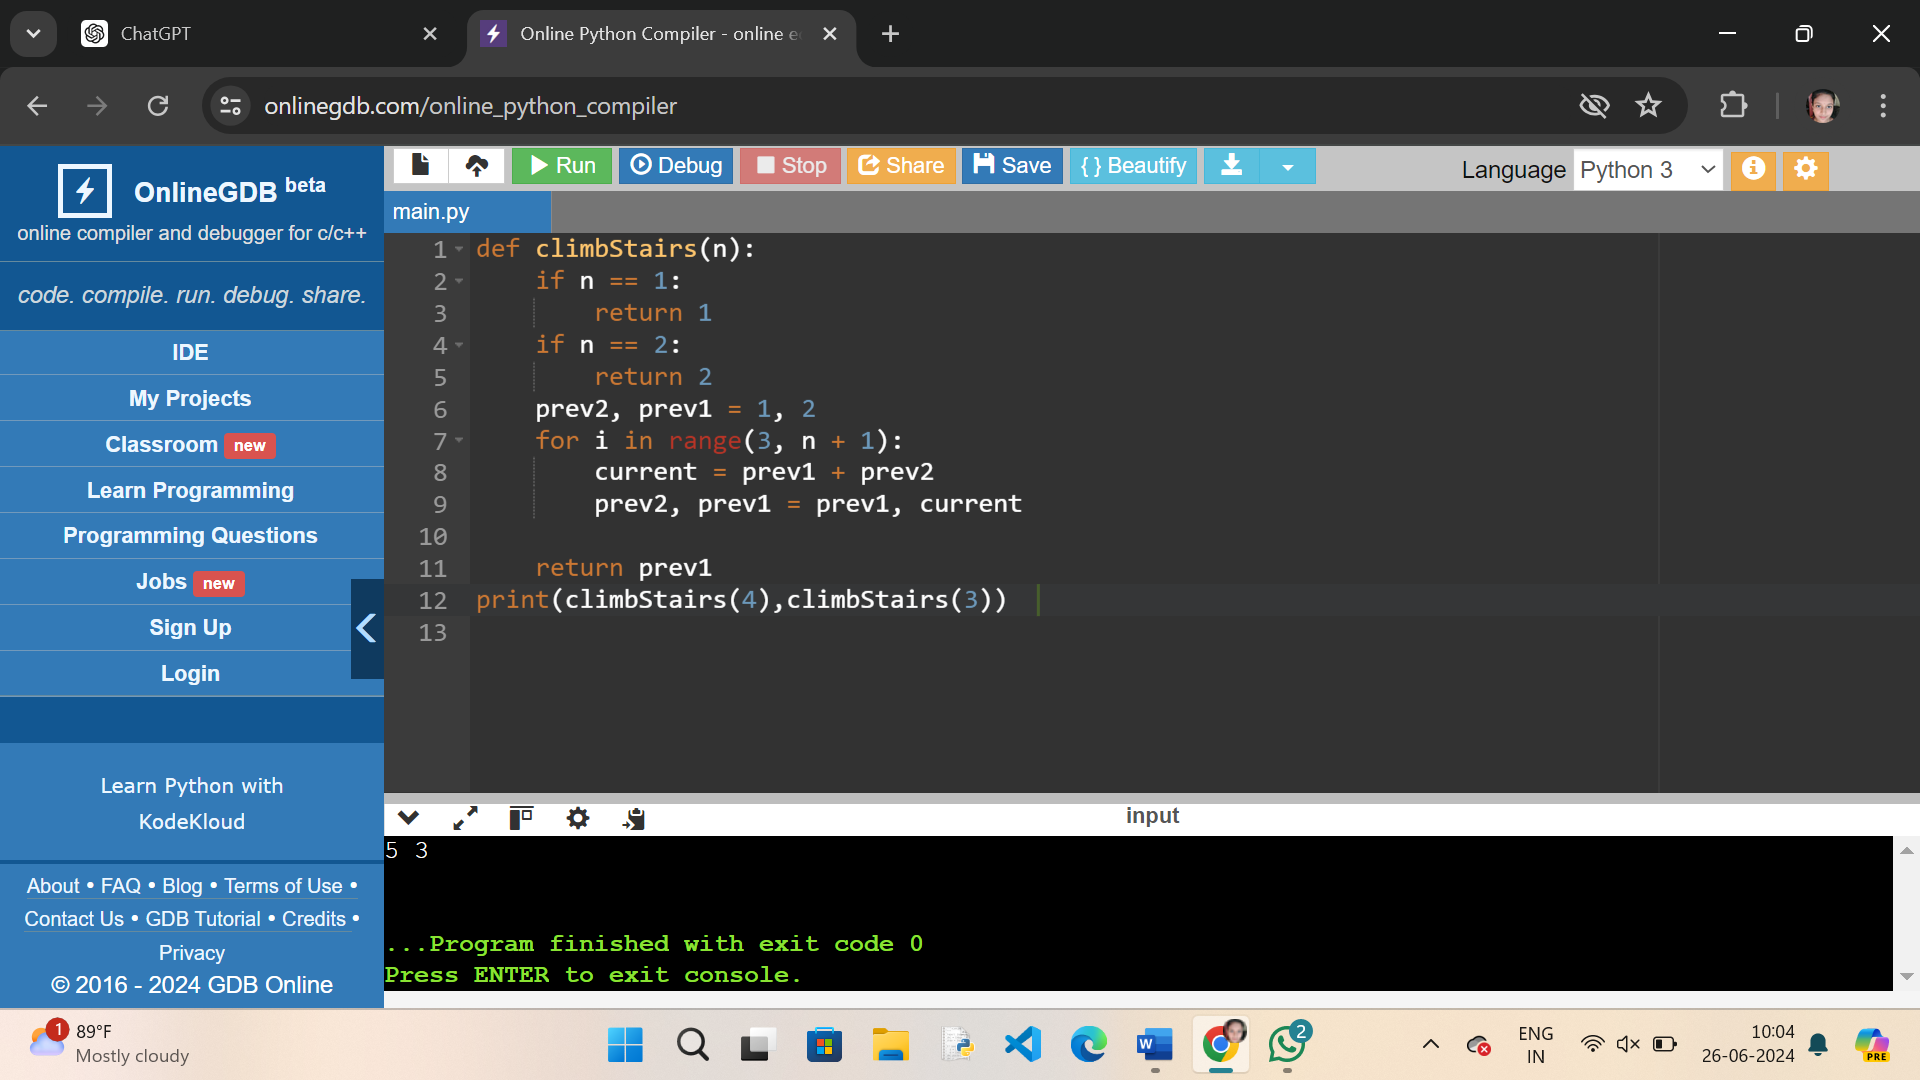 ChatGPT
Online Python Compiler - online e
onlinegdb.com/online_python_compiler
OnlineGDB beta
online compiler and debugger for c/c++
code. compile. run. debug. share.
IDE
My Projects
Classroom new
Learn Programming
Programming Questions
Jobs new
Sign Up
Login
Learn Python with
KodeKloud
About • FAQ • Blog • Terms of Use •
Contact Us • GDB Tutorial • Credits •
Privacy
© 2016 - 2024 GDB Online
Run Debug Stop Share Save {} Beautify
Language Python 3
main.py
1 def climbStairs(n):
2     if n == 1:
3         return 1
4     if n == 2:
5         return 2
6     prev2, prev1 = 1, 2
7     for i in range(3, n + 1):
8         current = prev1 + prev2
9         prev2, prev1 = prev1, current
10
11     return prev1
12 print(climbStairs(4),climbStairs(3))
13
input
5 3
...Program finished with exit code 0
Press ENTER to exit console.
1
89°F
Mostly cloudy
W
2
ENG
IN
10:04
26-06-2024
PRE